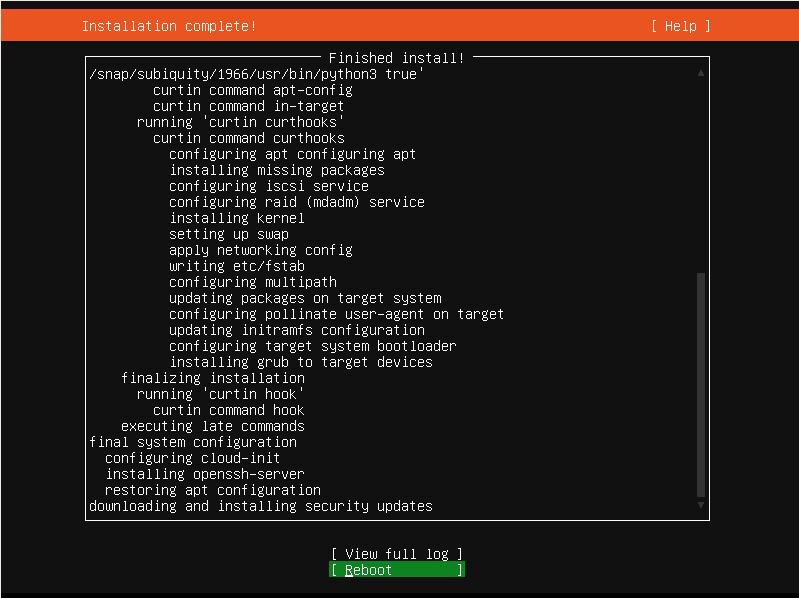 Installation complete! [ Help ]
Finished install!
/snap/subiquity/1966/usr/bin/python3 true'
curtin command apt-config
curtin command in-target
running 'curtin curthooks'
curtin command curthooks
configuring apt configuring apt
installing missing packages
configuring iscsi service
configuring raid (mdadm) service
installing kernel
setting up swap
apply networking config
writing etc/fstab
configuring multipath
updating packages on target system
configuring pollinate user-agent on target
updating initramfs configuration
configuring target system bootloader
installing grub to target devices
finalizing installation
running 'curtin hook'
curtin command hook
executing late commands
final system configuration
configuring cloud-init
installing openssh-server
restoring apt configuration
downloading and installing security updates
[ View full log ]
[ Reboot ]